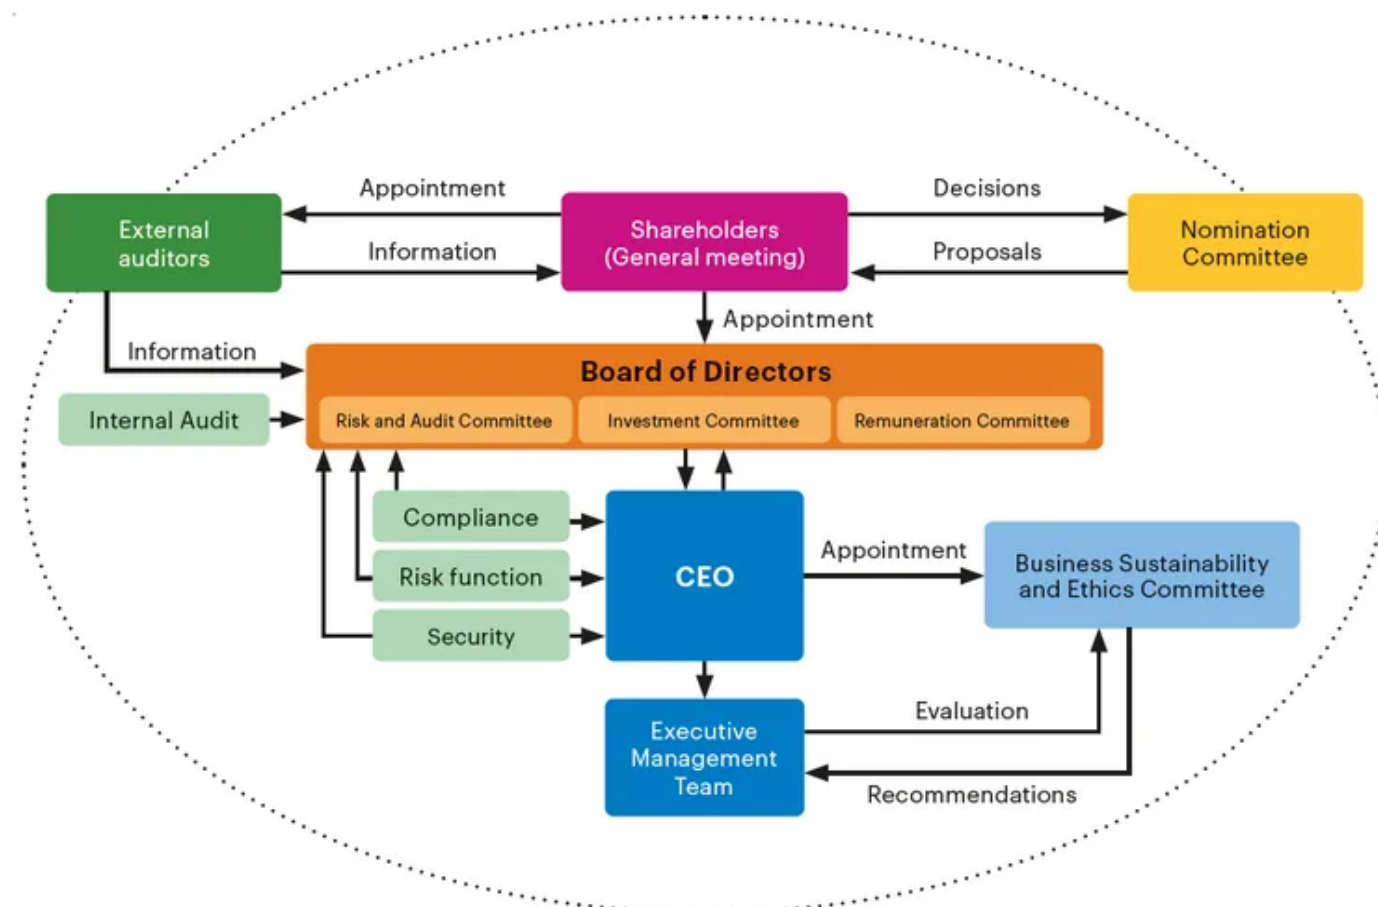 Appointment
Decisions
External
auditors
Shareholders
(General meeting)
Nomination
Committee
Information
Proposals
Appointment
Information
Board of Directors
Internal Audit
Risk and Audit Committee
Investment Committee
Remuneration Committee
Compliance
Risk function
Security
CEO
Appointment
Business Sustainability
and Ethics Committee
Executive
Management
Team
Evaluation
Recommendations